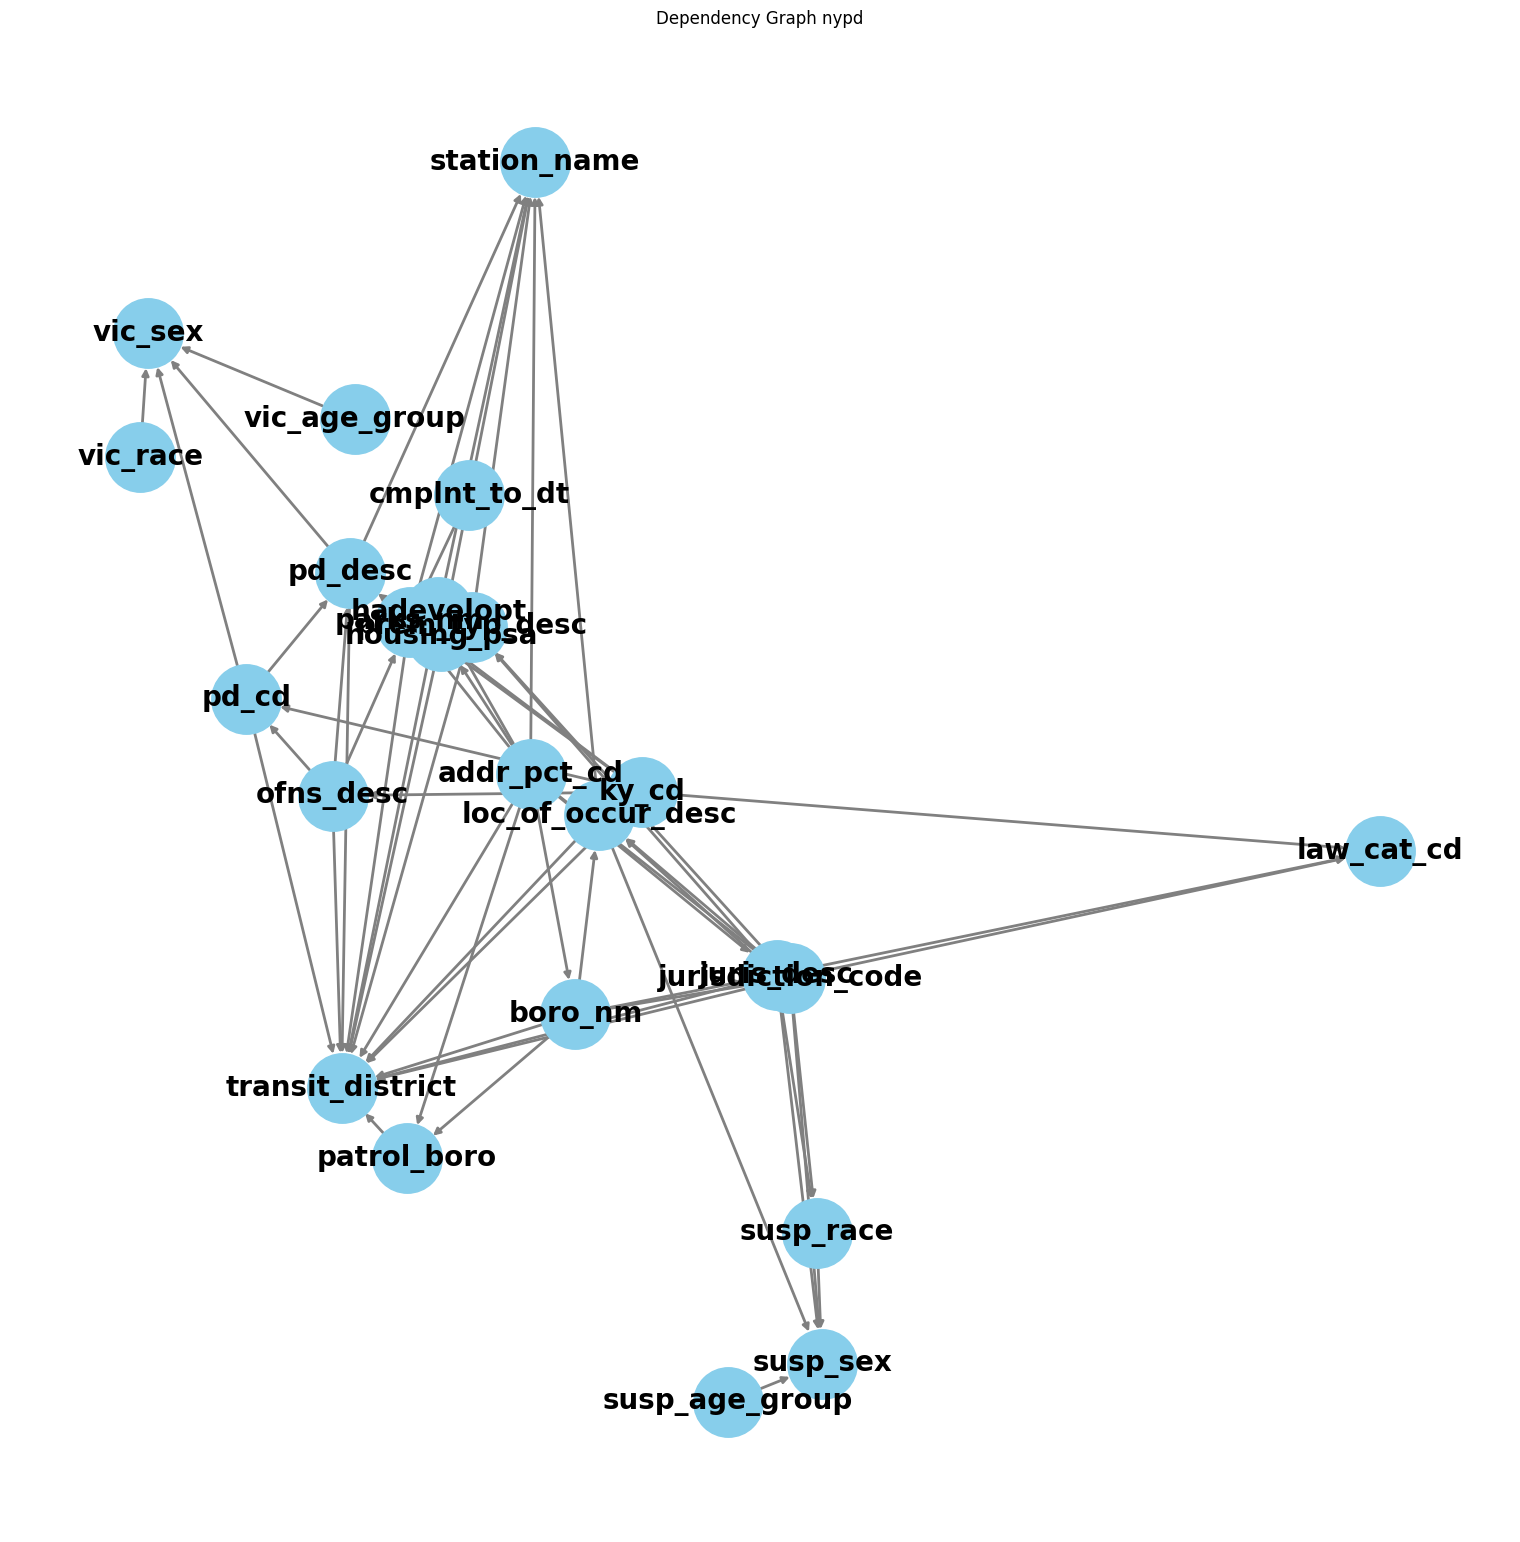 Dependency Graph nypd
station_name
vic_sex
vic_age_group
vic_race
cmplnt_to_dt
pd_desc
hadevelopt
parks_nm
prem_typ_desc
housing_psa
pd_cd
addr_pct_cd
ky_cd
ofns_desc
loc_of_occur_desc
law_cat_cd
juris_desc
jurisdiction_code
boro_nm
transit_district
patrol_boro
susp_race
susp_sex
susp_age_group